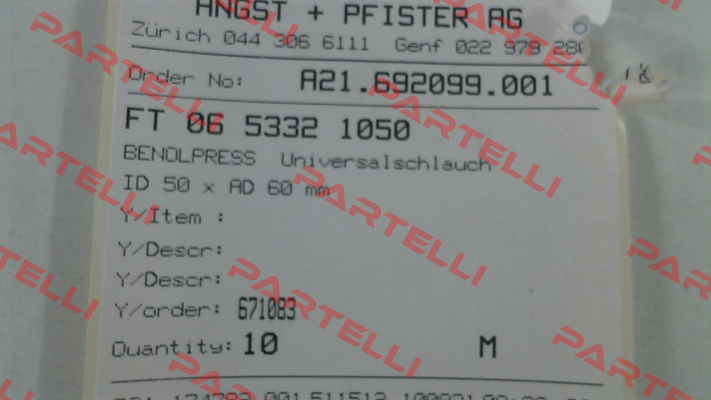 ANGST + PFISTER AG
Zürich 044 306 6111 Genf 022 979 28
Order No: A21.692099.001
FT 06 5332 1050
BENOLPRESS Universalschlauch
ID 50 x AD 60 mm
Y/Item :
Y/Descr:
Y/Descr:
Y/order: 671083
Quantity: 10 M
PARTELLI